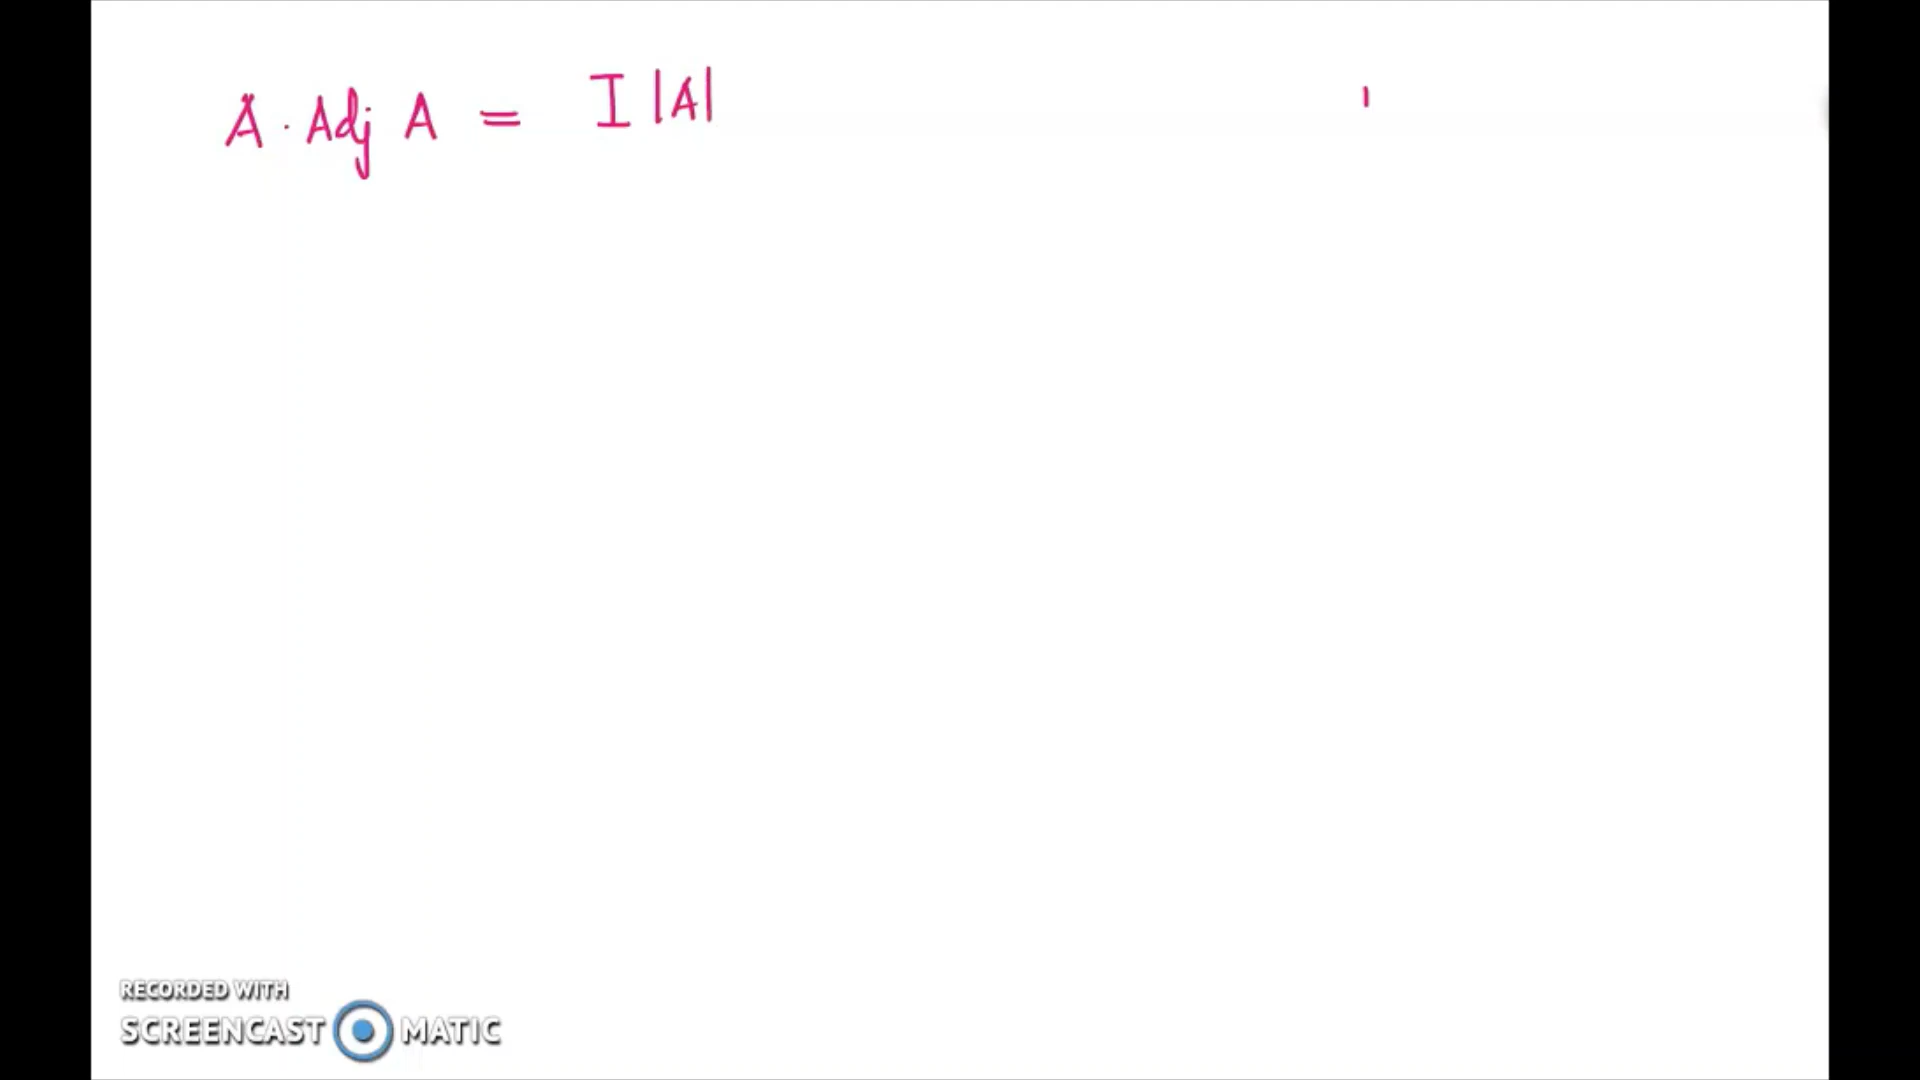 A . Adj A = I |A|
RECORDED WITH
SCREENCAST MATIC